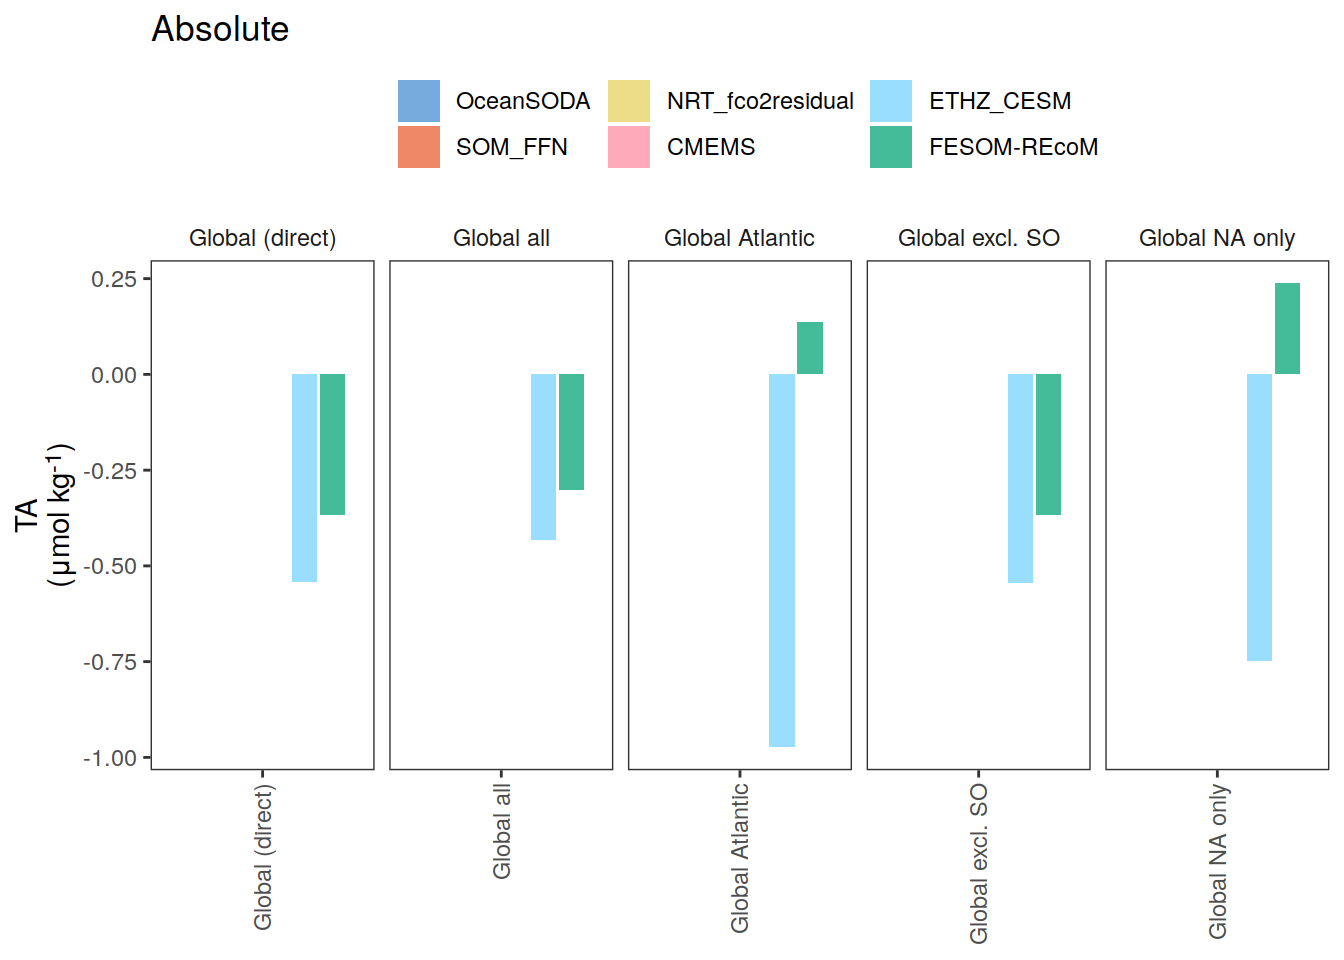 Absolute
OceanSODA NRT_fco2residual ETHZ_CESM
SOM_FFN CMEMS FESOM-REcoM
Global (direct) Global all Global Atlantic Global excl. SO Global NA only
0.25
0.00
-0.25
-0.50
-0.75
-1.00
TA
(μmol kg⁻¹)
Global (direct) Global all Global Atlantic Global excl. SO Global NA only